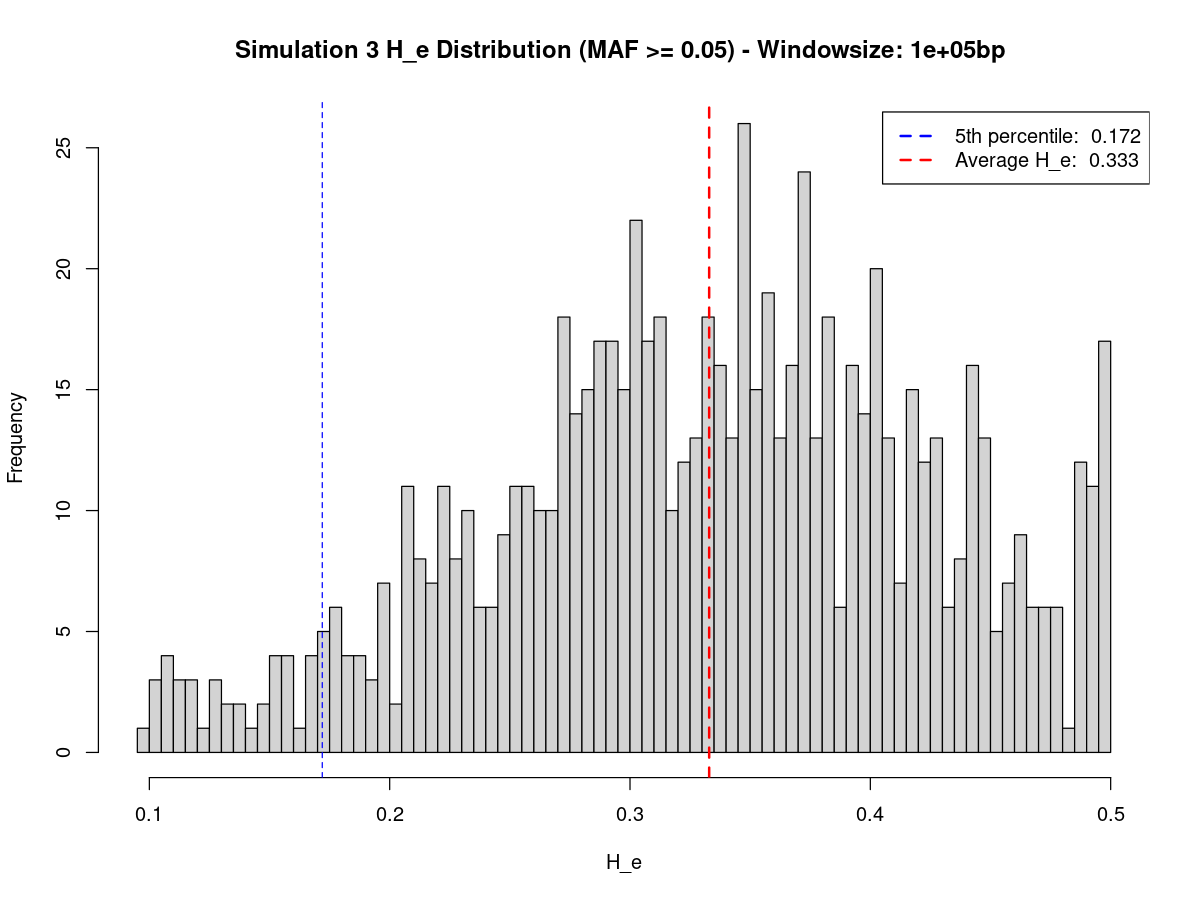 Simulation 3 H_e Distribution (MAF >= 0.05) - Windowsize: 1e+05bp
5th percentile:  0.172
Average H_e:  0.333
Frequency
25
20
15
10
5
0
0.1 0.2 0.3 0.4 0.5
H_e